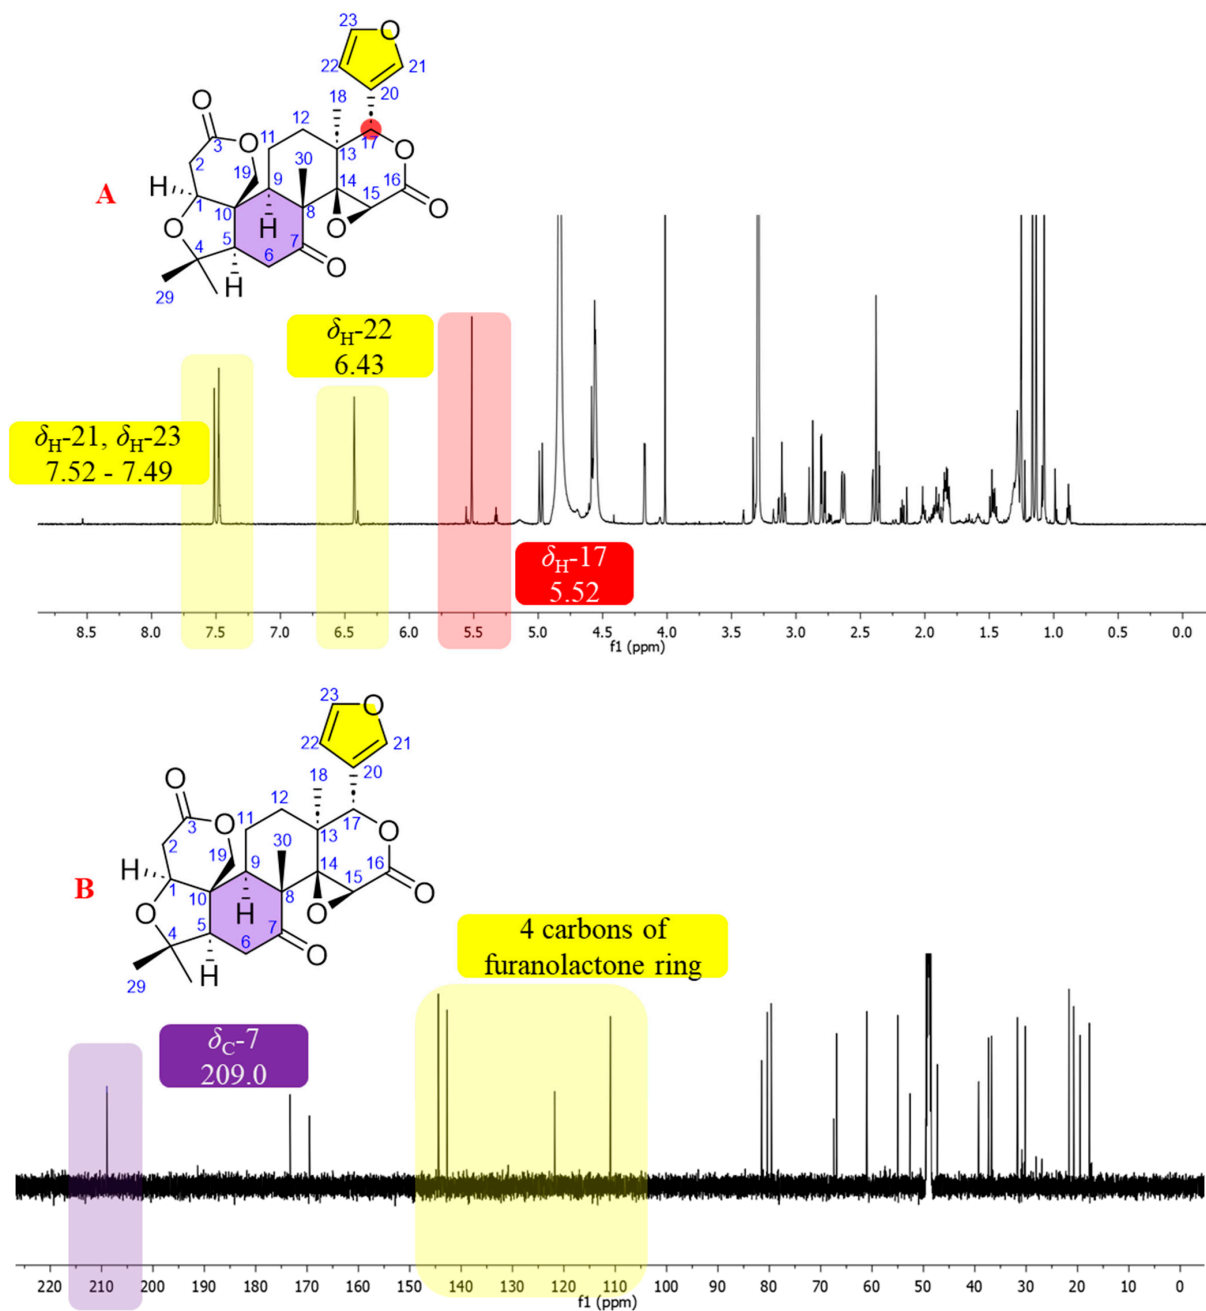 A
23
O
22
21
20
18
17
O
12
13
11
O
3
O
2
19
30
14
15
16
O
9
8
H
1
10
H
O
7
O
O
4
5
6
H
29
δH-21, δH-23
7.52 - 7.49
δH-22
6.43
δH-17
5.52
8.5 8.0 7.5 7.0 6.5 6.0 5.5 5.0 4.5 4.0 3.5 3.0 2.5 2.0 1.5 1.0 0.5 0.0
f1 (ppm)
B
23
O
22
21
20
18
17
O
12
13
11
O
3
O
2
19
30
14
15
16
O
9
8
H
1
10
H
O
7
O
O
4
5
6
H
29
4 carbons of
furanolactone ring
δC-7
209.0
220 210 200 190 180 170 160 150 140 130 120 110 100 90 80 70 60 50 40 30 20 10 0
f1 (ppm)